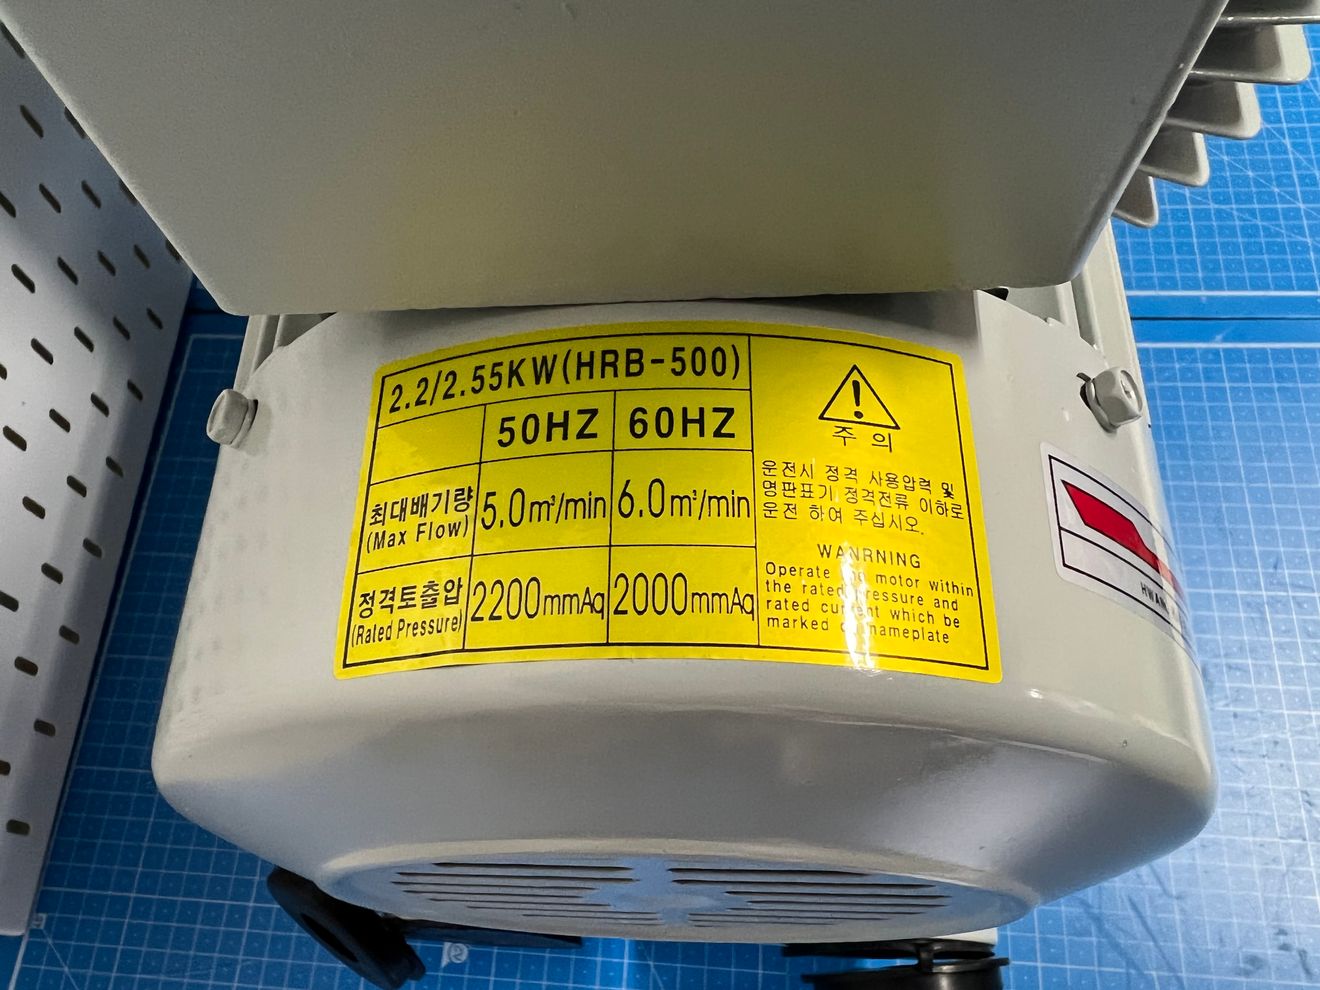 2.2/2.55KW(HRB-500)
50HZ 60HZ
최대배기량 5.0m³/min 6.0m³/min
(Max Flow)
정격토출압 2200mmAq 2000mmAq
(Rated Pressure)
주 의
운전시 정격 사용압력 및
명판표기 정격전류 이하로
운전 하여 주십시오.
WANRNING
Operate motor within
the rated pressure and
rated current which be
marked nameplate